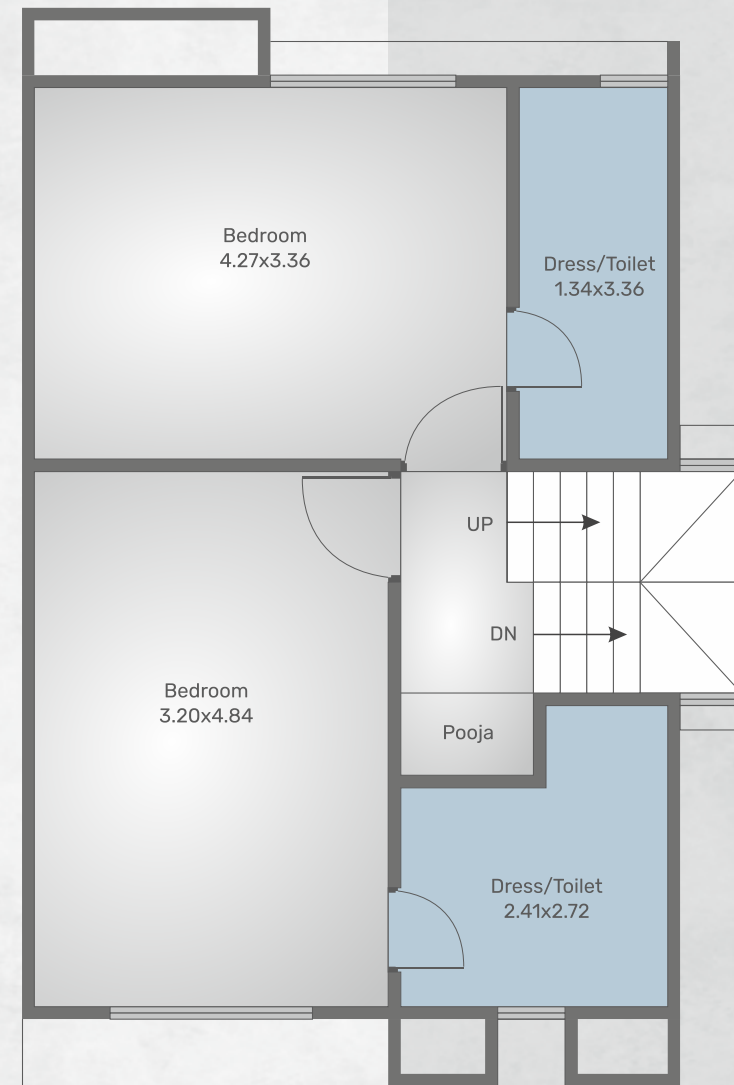 Bedroom
4.27x3.36
Dress/Toilet
1.34x3.36
UP
DN
Bedroom
3.20x4.84
Pooja
Dress/Toilet
2.41x2.72